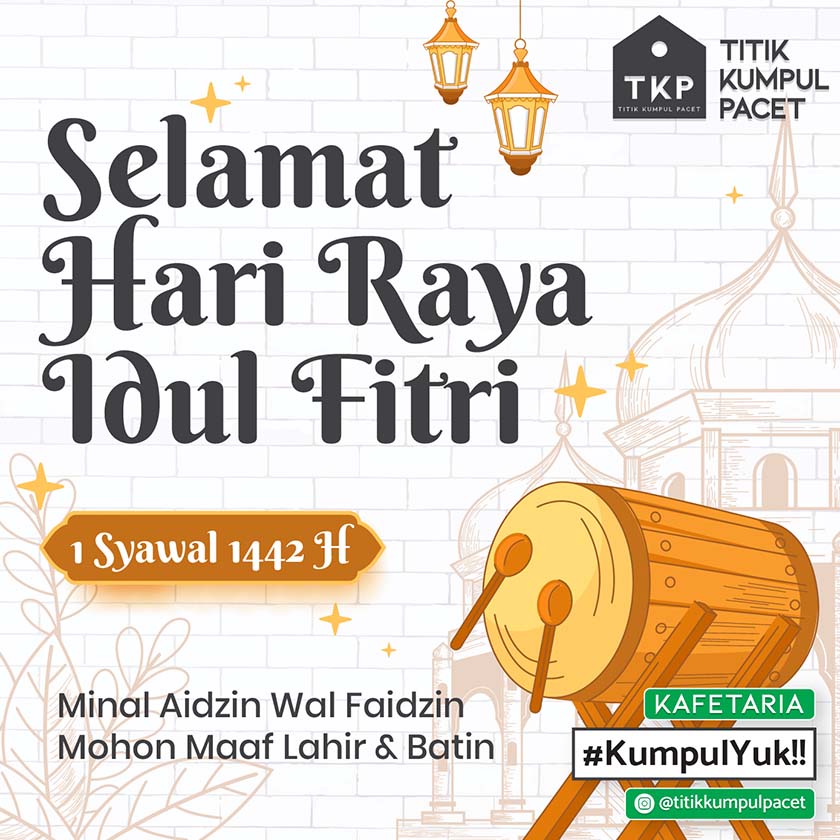 TKP
TITIK KUMPUL PACET
TITIK
KUMPUL
PACET
Selamat
Hari Raya
Idul Fitri
1 Syawal 1442 H
Minal Aidzin Wal Faidzin
Mohon Maaf Lahir & Batin
KAFETARIA
#KumpulYuk!!
@titikkumpulpacet